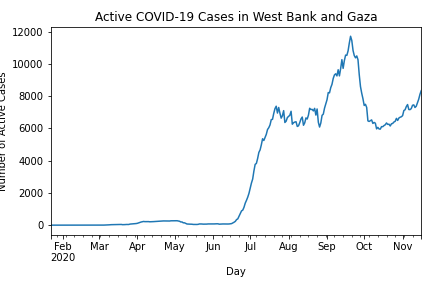 Active COVID-19 Cases in West Bank and Gaza
12000
10000
8000
6000
4000
2000
0
Number of Active Cases
Feb Mar Apr May Jun Jul Aug Sep Oct Nov
2020
Day